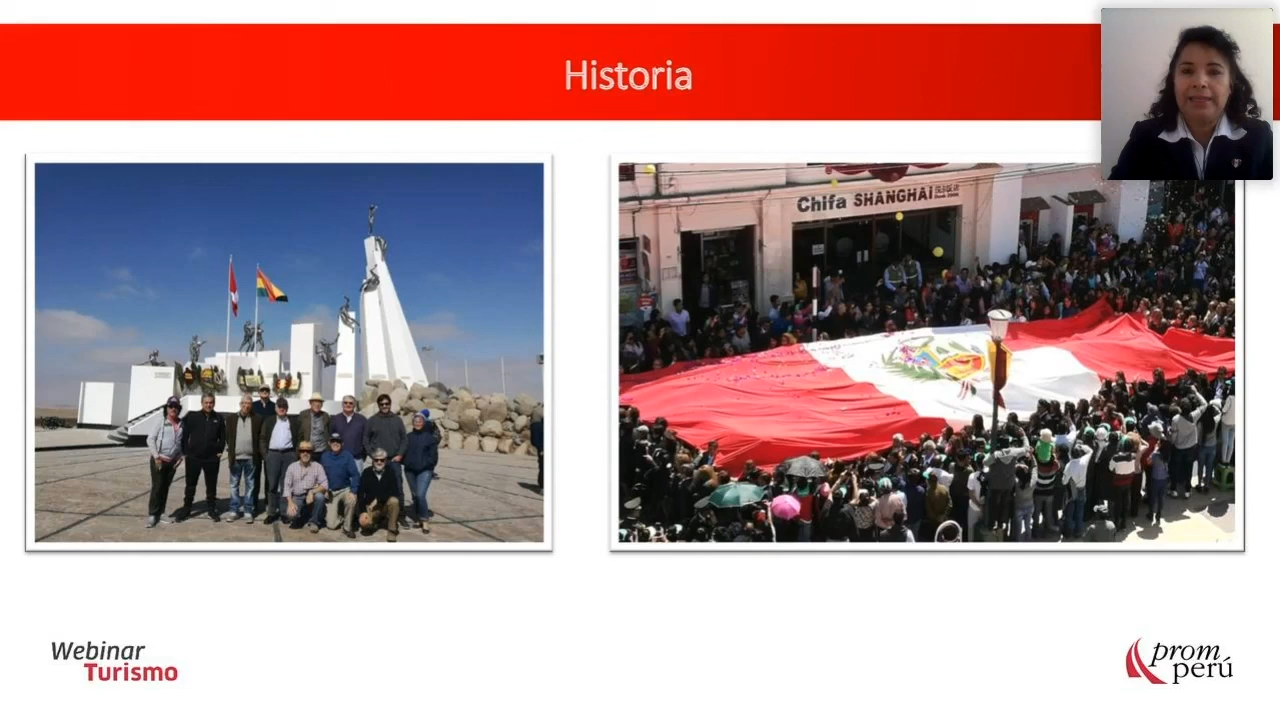 Historia
Chifa SHANGHAI
Webinar
Turismo
prom
perú